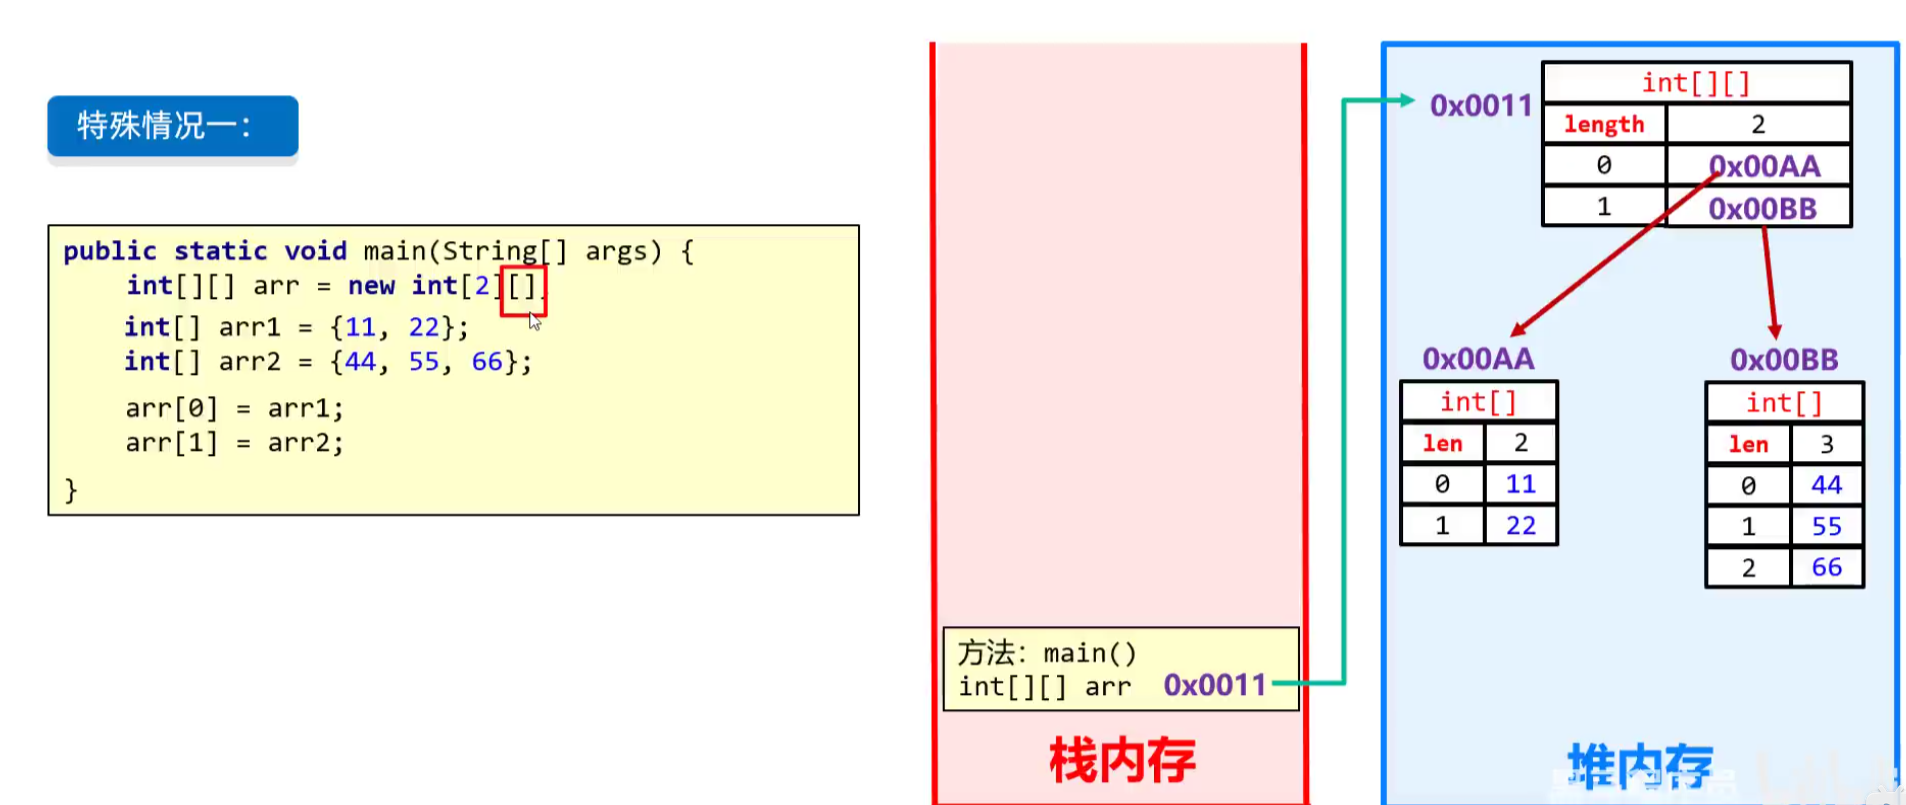 特殊情况一：
public static void main(String[] args) {
int[][] arr = new int[2][]
int[] arr1 = {11, 22};
int[] arr2 = {44, 55, 66};
arr[0] = arr1;
arr[1] = arr2;
}
方法：main()
int[][] arr 0x0011
栈内存
0x0011
int[][]
length 2
0 0x00AA
1 0x00BB
0x00AA
int[]
len 2
0 11
1 22
0x00BB
int[]
len 3
0 44
1 55
2 66
堆内存